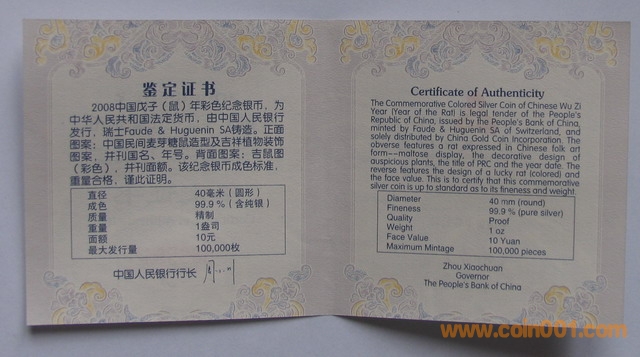 鉴定证书
2008中国戊子（鼠）年彩色纪念银币，为
中华人民共和国法定货币，由中国人民银行
发行，瑞士Faude & Huguenin SA铸造。正面
图案：中国民间麦芽糖鼠造型及吉祥植物装饰
图案，并刊国名、年号。背面图案：吉鼠图
（彩色），并刊面额。该纪念银币成色标准，
重量合格，谨此证明。
直径 40毫米（圆形）
成色 99.9％（含纯银）
质量 精制
重量 1盎司
面额 10元
最大发行量 100,000枚
中国人民银行行长
Certificate of Authenticity
The Commemorative Colored Silver Coin of Chinese Wu Zi
Year (Year of the Rat) is legal tender of the People's
Republic of China, issued by the People's Bank of China,
minted by Faude & Huguenin SA of Switzerland, and
solely distributed by China Gold Coin Incorporation. The
obverse features a rat expressed in Chinese folk art
form—maltose display, the decorative design of
auspicious plants, the title of PRC and the year date. The
reverse features the design of a lucky rat (colored) and
the face value. This is to certify that this commemorative
silver coin is up to standard as to its fineness and weight.
Diameter 40 mm (round)
Fineness 99.9 % (pure silver)
Quality Proof
Weight 1 oz
Face Value 10 Yuan
Maximum Mintage 100,000 pieces
Zhou Xiaochuan
Governor
The People's Bank of China
www.coin001.com